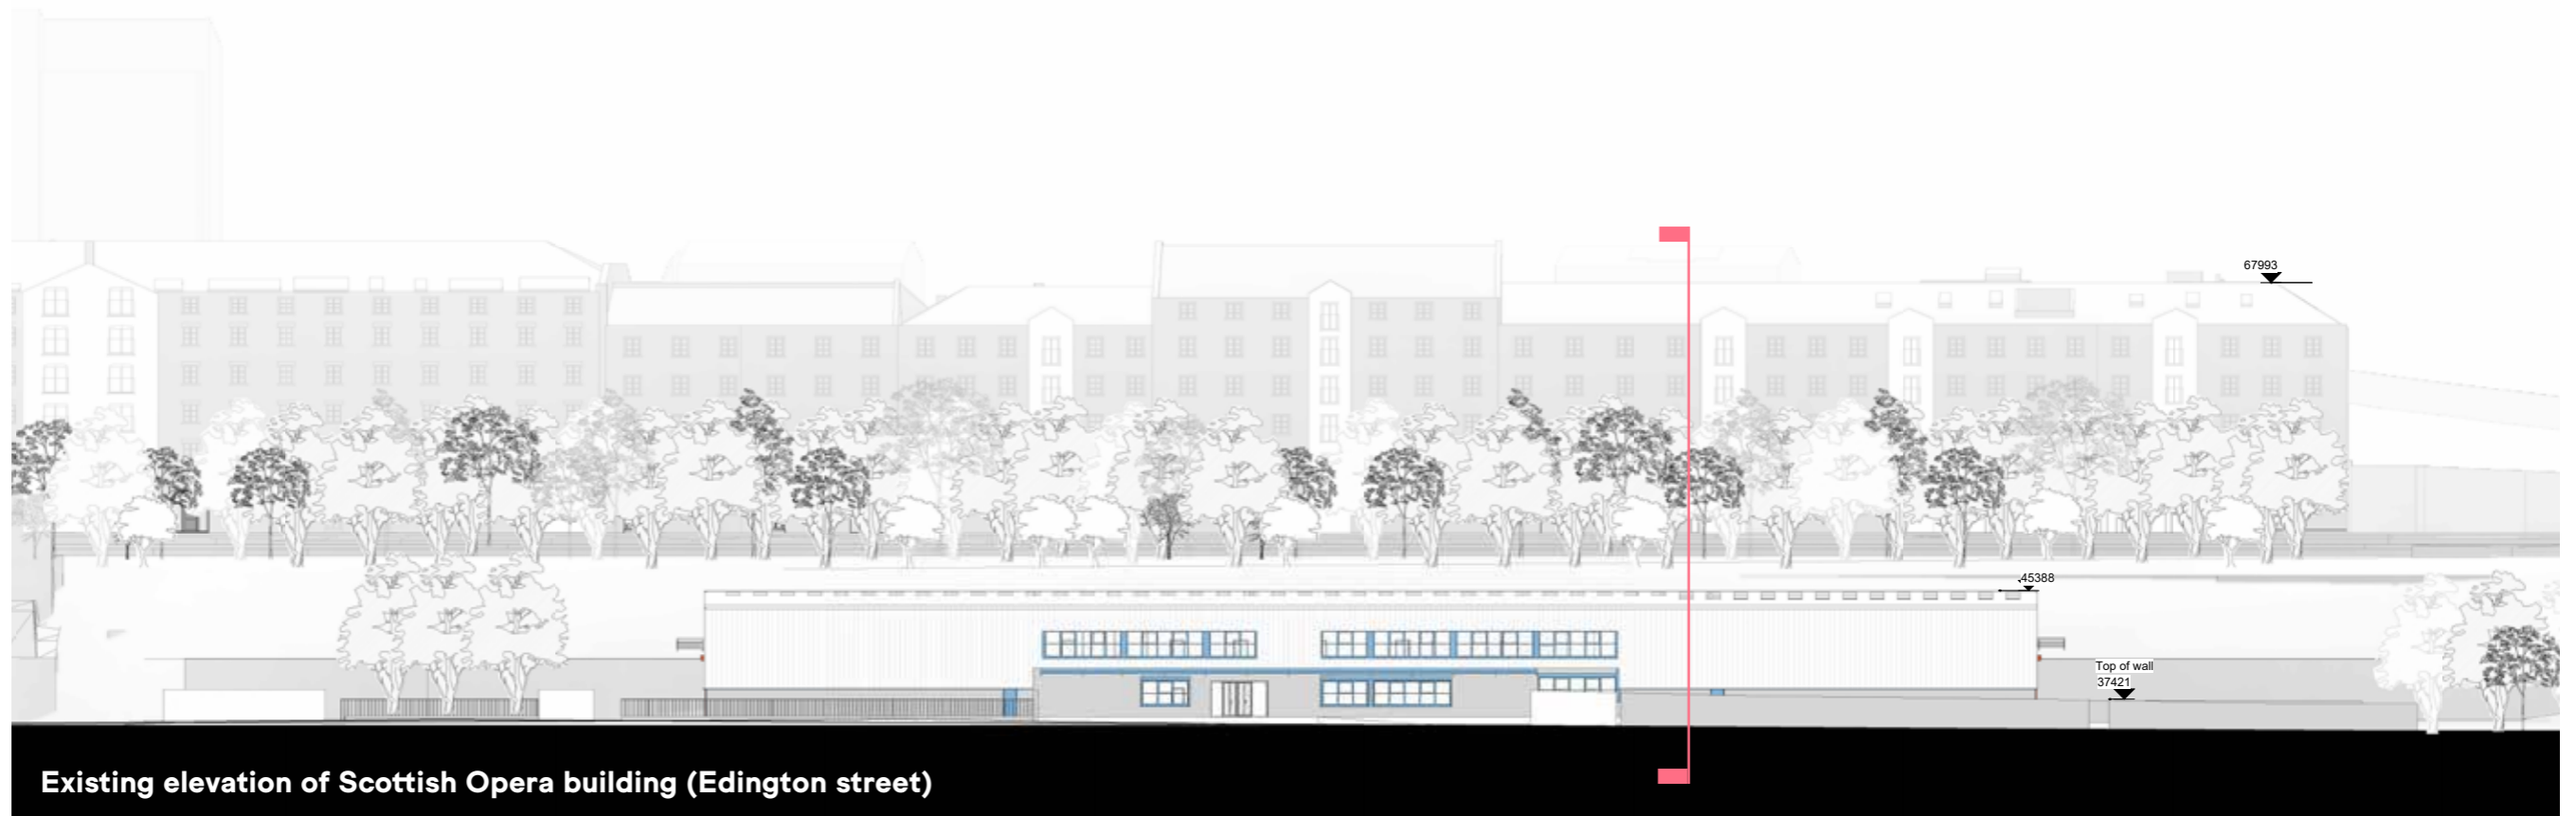 67993
45388
Top of wall
37421
Existing elevation of Scottish Opera building (Edington street)